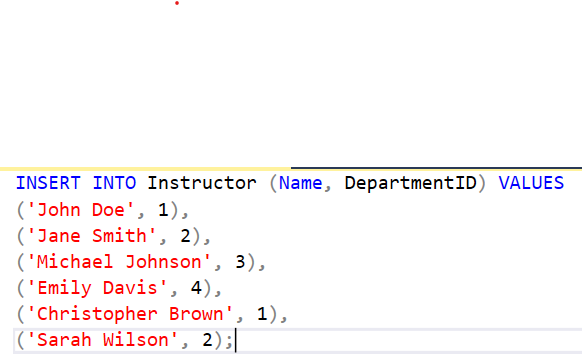 INSERT INTO Instructor (Name, DepartmentID) VALUES
('John Doe', 1),
('Jane Smith', 2),
('Michael Johnson', 3),
('Emily Davis', 4),
('Christopher Brown', 1),
('Sarah Wilson', 2);